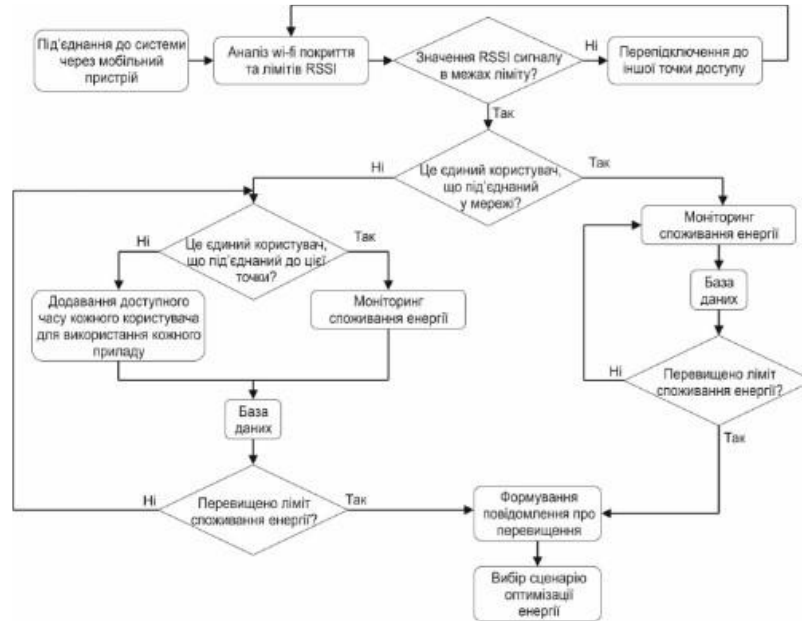 Під'єднання до системи
через мобільний
пристрій
Аналіз wi-fi покриття
та лімітів RSSI
Значення RSSI сигналу
в межах ліміту?
Ні
Перепідключення до
іншої точки доступу
Так
Це єдиний користувач,
що під'єднаний
у мережі?
Ні
Так
Це єдиний користувач,
що під'єднаний до цієї
точки?
Ні
Так
Моніторинг
споживання енергії
База
даних
Додавання доступного
часу кожного користувача
для використання кожного
приладу
Моніторинг
споживання енергії
Перевищено ліміт
споживання енергії?
Ні
Так
База
даних
Перевищено ліміт
споживання енергії?
Ні
Так
Формування
повідомлення про
перевищення
Вибір сценарію
оптимізації
енергії